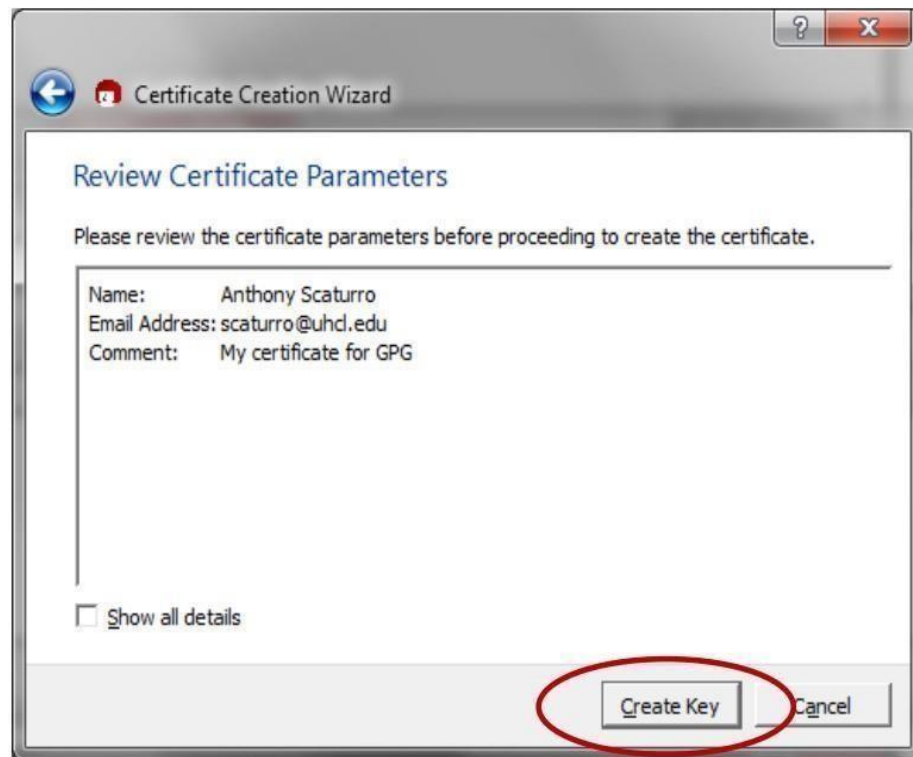 ?
X
Certificate Creation Wizard
Review Certificate Parameters
Please review the certificate parameters before proceeding to create the certificate.
Name: Anthony Scaturro
Email Address: scaturro@uhcl.edu
Comment: My certificate for GPG
Show all details
Create Key
Cancel